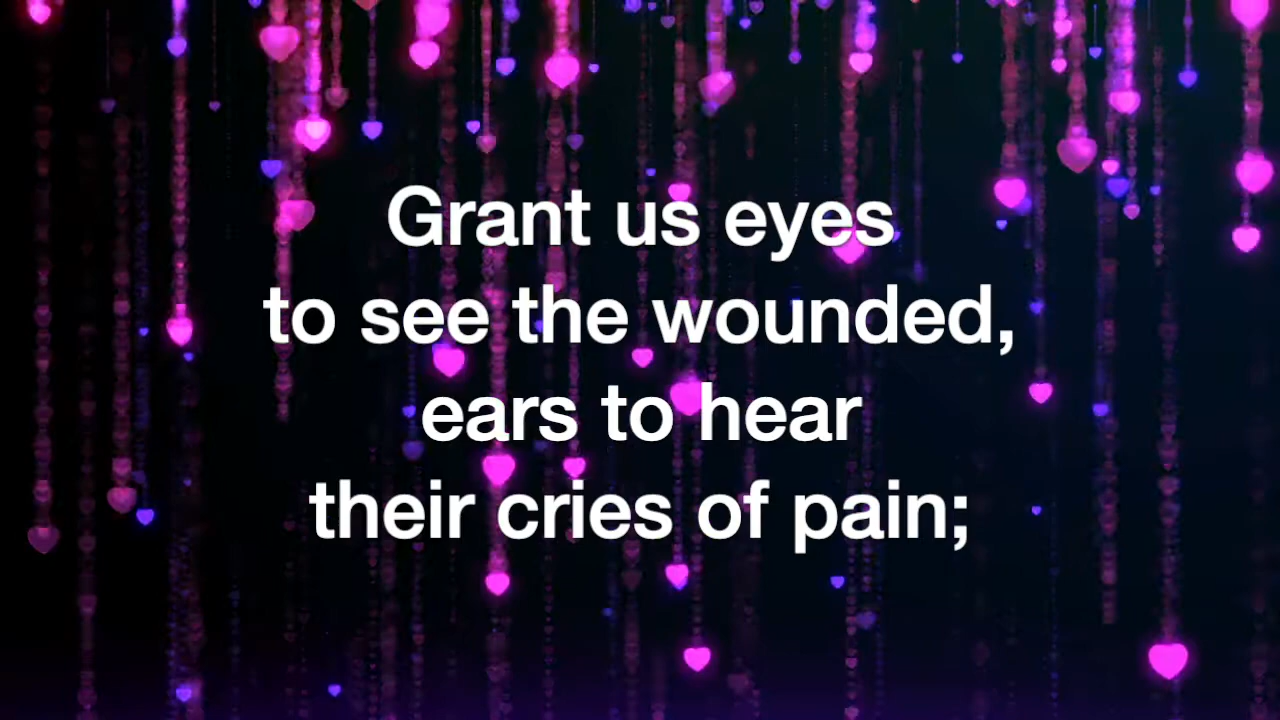 Grant us eyes
to see the wounded,
ears to hear
their cries of pain;